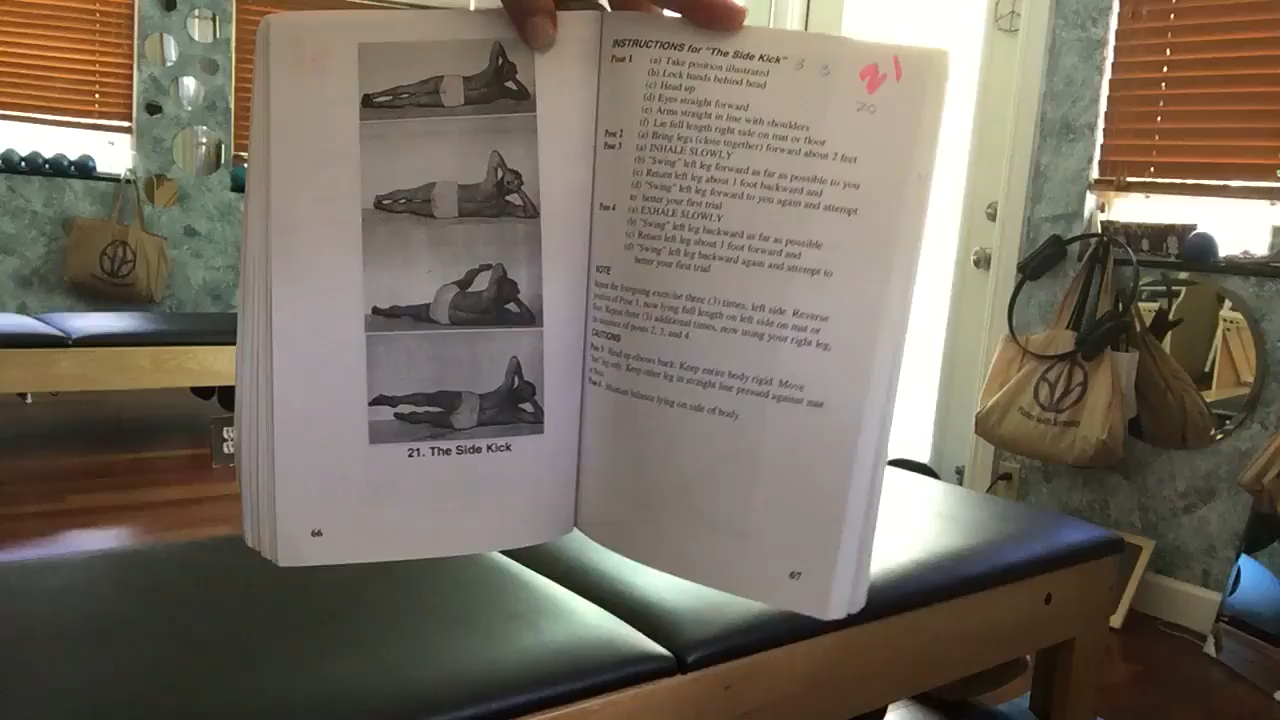 21. The Side Kick
66
INSTRUCTIONS for "The Side Kick"
3 3
21
20
Pose 1 (a) Take position illustrated
(b) Lock hands behind head
(c) Head up
(d) Eyes straight forward
(e) Arms straight in line with shoulders
(f) Lie full length right side on mat or floor
Pose 2 (a) Bring legs (close together) forward about 2 feet
Pose 3 (a) INHALE SLOWLY
(b) "Swing" left leg forward as far as possible to you
(c) Return left leg about 1 foot backward and
(d) "Swing" left leg forward to you again and attempt
to better your first trial
Pose 4 (a) EXHALE SLOWLY
(b) "Swing" left leg backward as far as possible
(c) Return left leg about 1 foot forward and
(d) "Swing" left leg backward again and attempt to
better your first trial
NOTE
Repeat the foregoing exercise three (3) times, left side. Reverse
position of Pose 1, now lying full length on left side on mat or
floor. Repeat three (3) additional times, now using your right leg,
in sequence of poses 2, 3, and 4.
CAUTIONS
Pose 3 Head up elbows back. Keep entire body rigid. Move
leg only. Keep other leg in straight line pressed against mat
Maintain balance lying on side of body
67